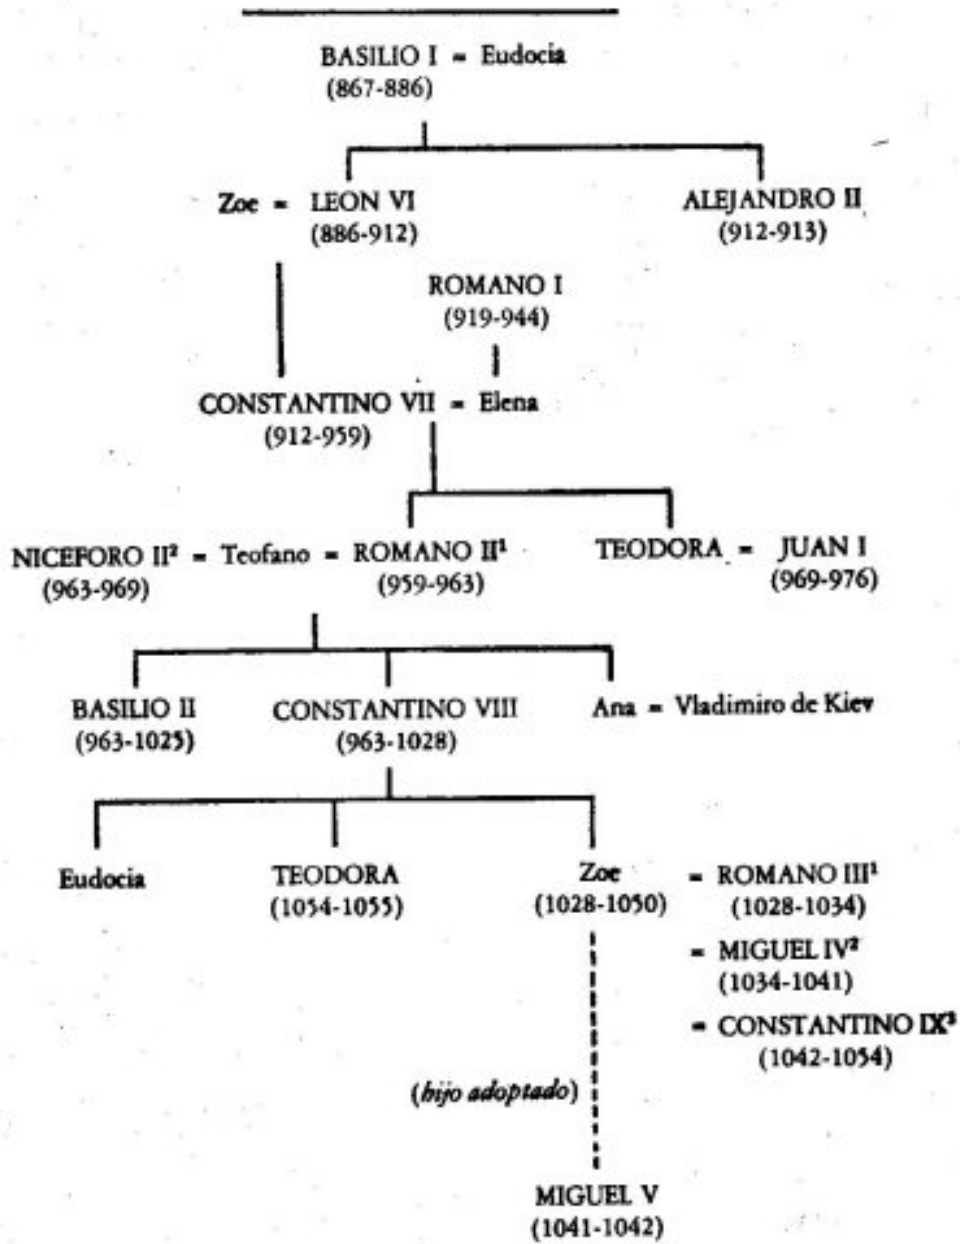 BASILIO I = Eudocia
(867-886)
Zoe = LEON VI
(886-912)
ALEJANDRO II
(912-913)
ROMANO I
(919-944)
CONSTANTINO VII = Elena
(912-959)
NICEFORO II² = Teofano = ROMANO II¹
(963-969)
(959-963)
TEODORA = JUAN I
(969-976)
BASILIO II
(963-1025)
CONSTANTINO VIII
(963-1028)
Ana = Vladimiro de Kiev
Eudocia
TEODORA
(1054-1055)
Zoe
(1028-1050)
= ROMANO III¹
(1028-1034)
= MIGUEL IV²
(1034-1041)
= CONSTANTINO IX³
(1042-1054)
(hijo adoptado)
MIGUEL V
(1041-1042)